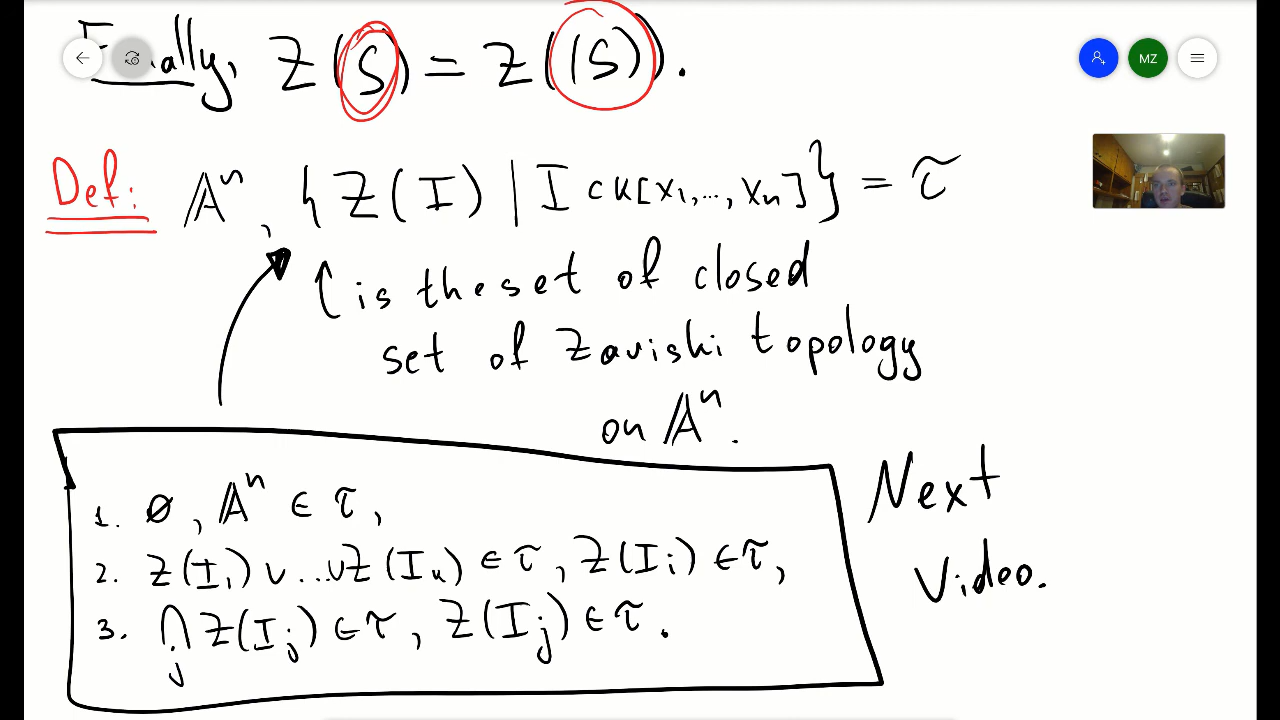 Finally, Z(S) = Z((S)).
MZ
Def: 𝔸ⁿ, {Z(I) | I ⊂ K[x₁,..., xₙ]} = τ
τ is the set of closed
set of Zariski topology
on 𝔸ⁿ.
1. ∅, 𝔸ⁿ ∈ τ,
2. Z(I₁) ∪ ... ∪ Z(Iₖ) ∈ τ, Z(Iᵢ) ∈ τ,
3. ⋂ⱼ Z(Iⱼ) ∈ τ, Z(Iⱼ) ∈ τ.
Next
Video.